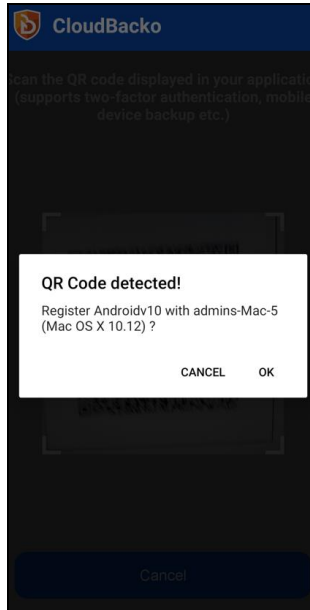 CloudBacko
Scan the QR code displayed in your application
(supports two-factor authentication, mobile
device backup etc.)
QR Code detected!
Register Androidv10 with admins-Mac-5
(Mac OS X 10.12) ?
CANCEL
OK
Cancel